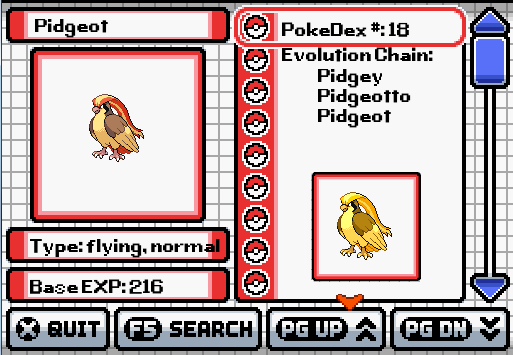 Pidgeot
PokeDex #:18
Evolution Chain:
Pidgey
Pidgeotto
Pidgeot
Type: flying, normal
Base EXP: 216
X QUIT
F5 SEARCH
PG UP
PG DN